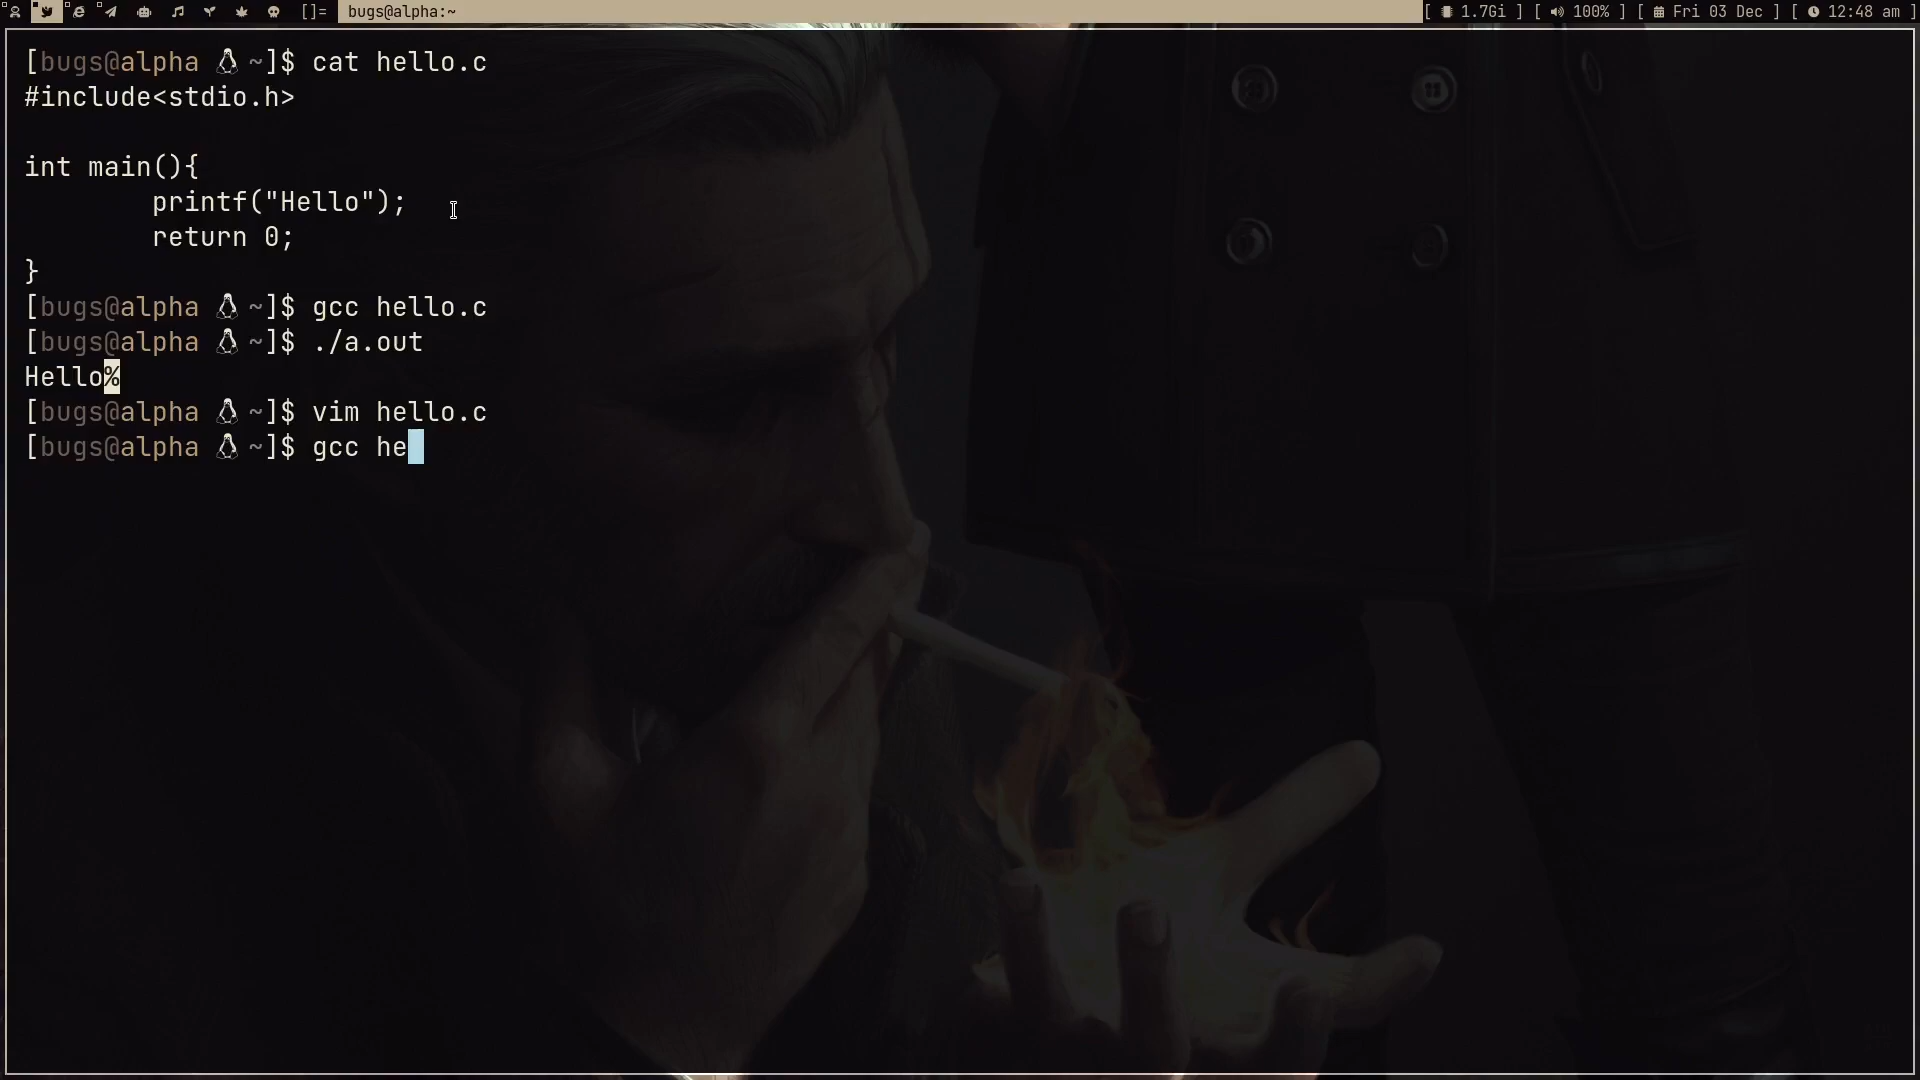 []= bugs@alpha:~ [ 1.7Gi ] [ 100% ] [ Fri 03 Dec ] [ 12:48 am ]
[bugs@alpha ~]$ cat hello.c
#include<stdio.h>
int main(){
        printf("Hello");
        return 0;
}
[bugs@alpha ~]$ gcc hello.c
[bugs@alpha ~]$ ./a.out
Hello%
[bugs@alpha ~]$ vim hello.c
[bugs@alpha ~]$ gcc he